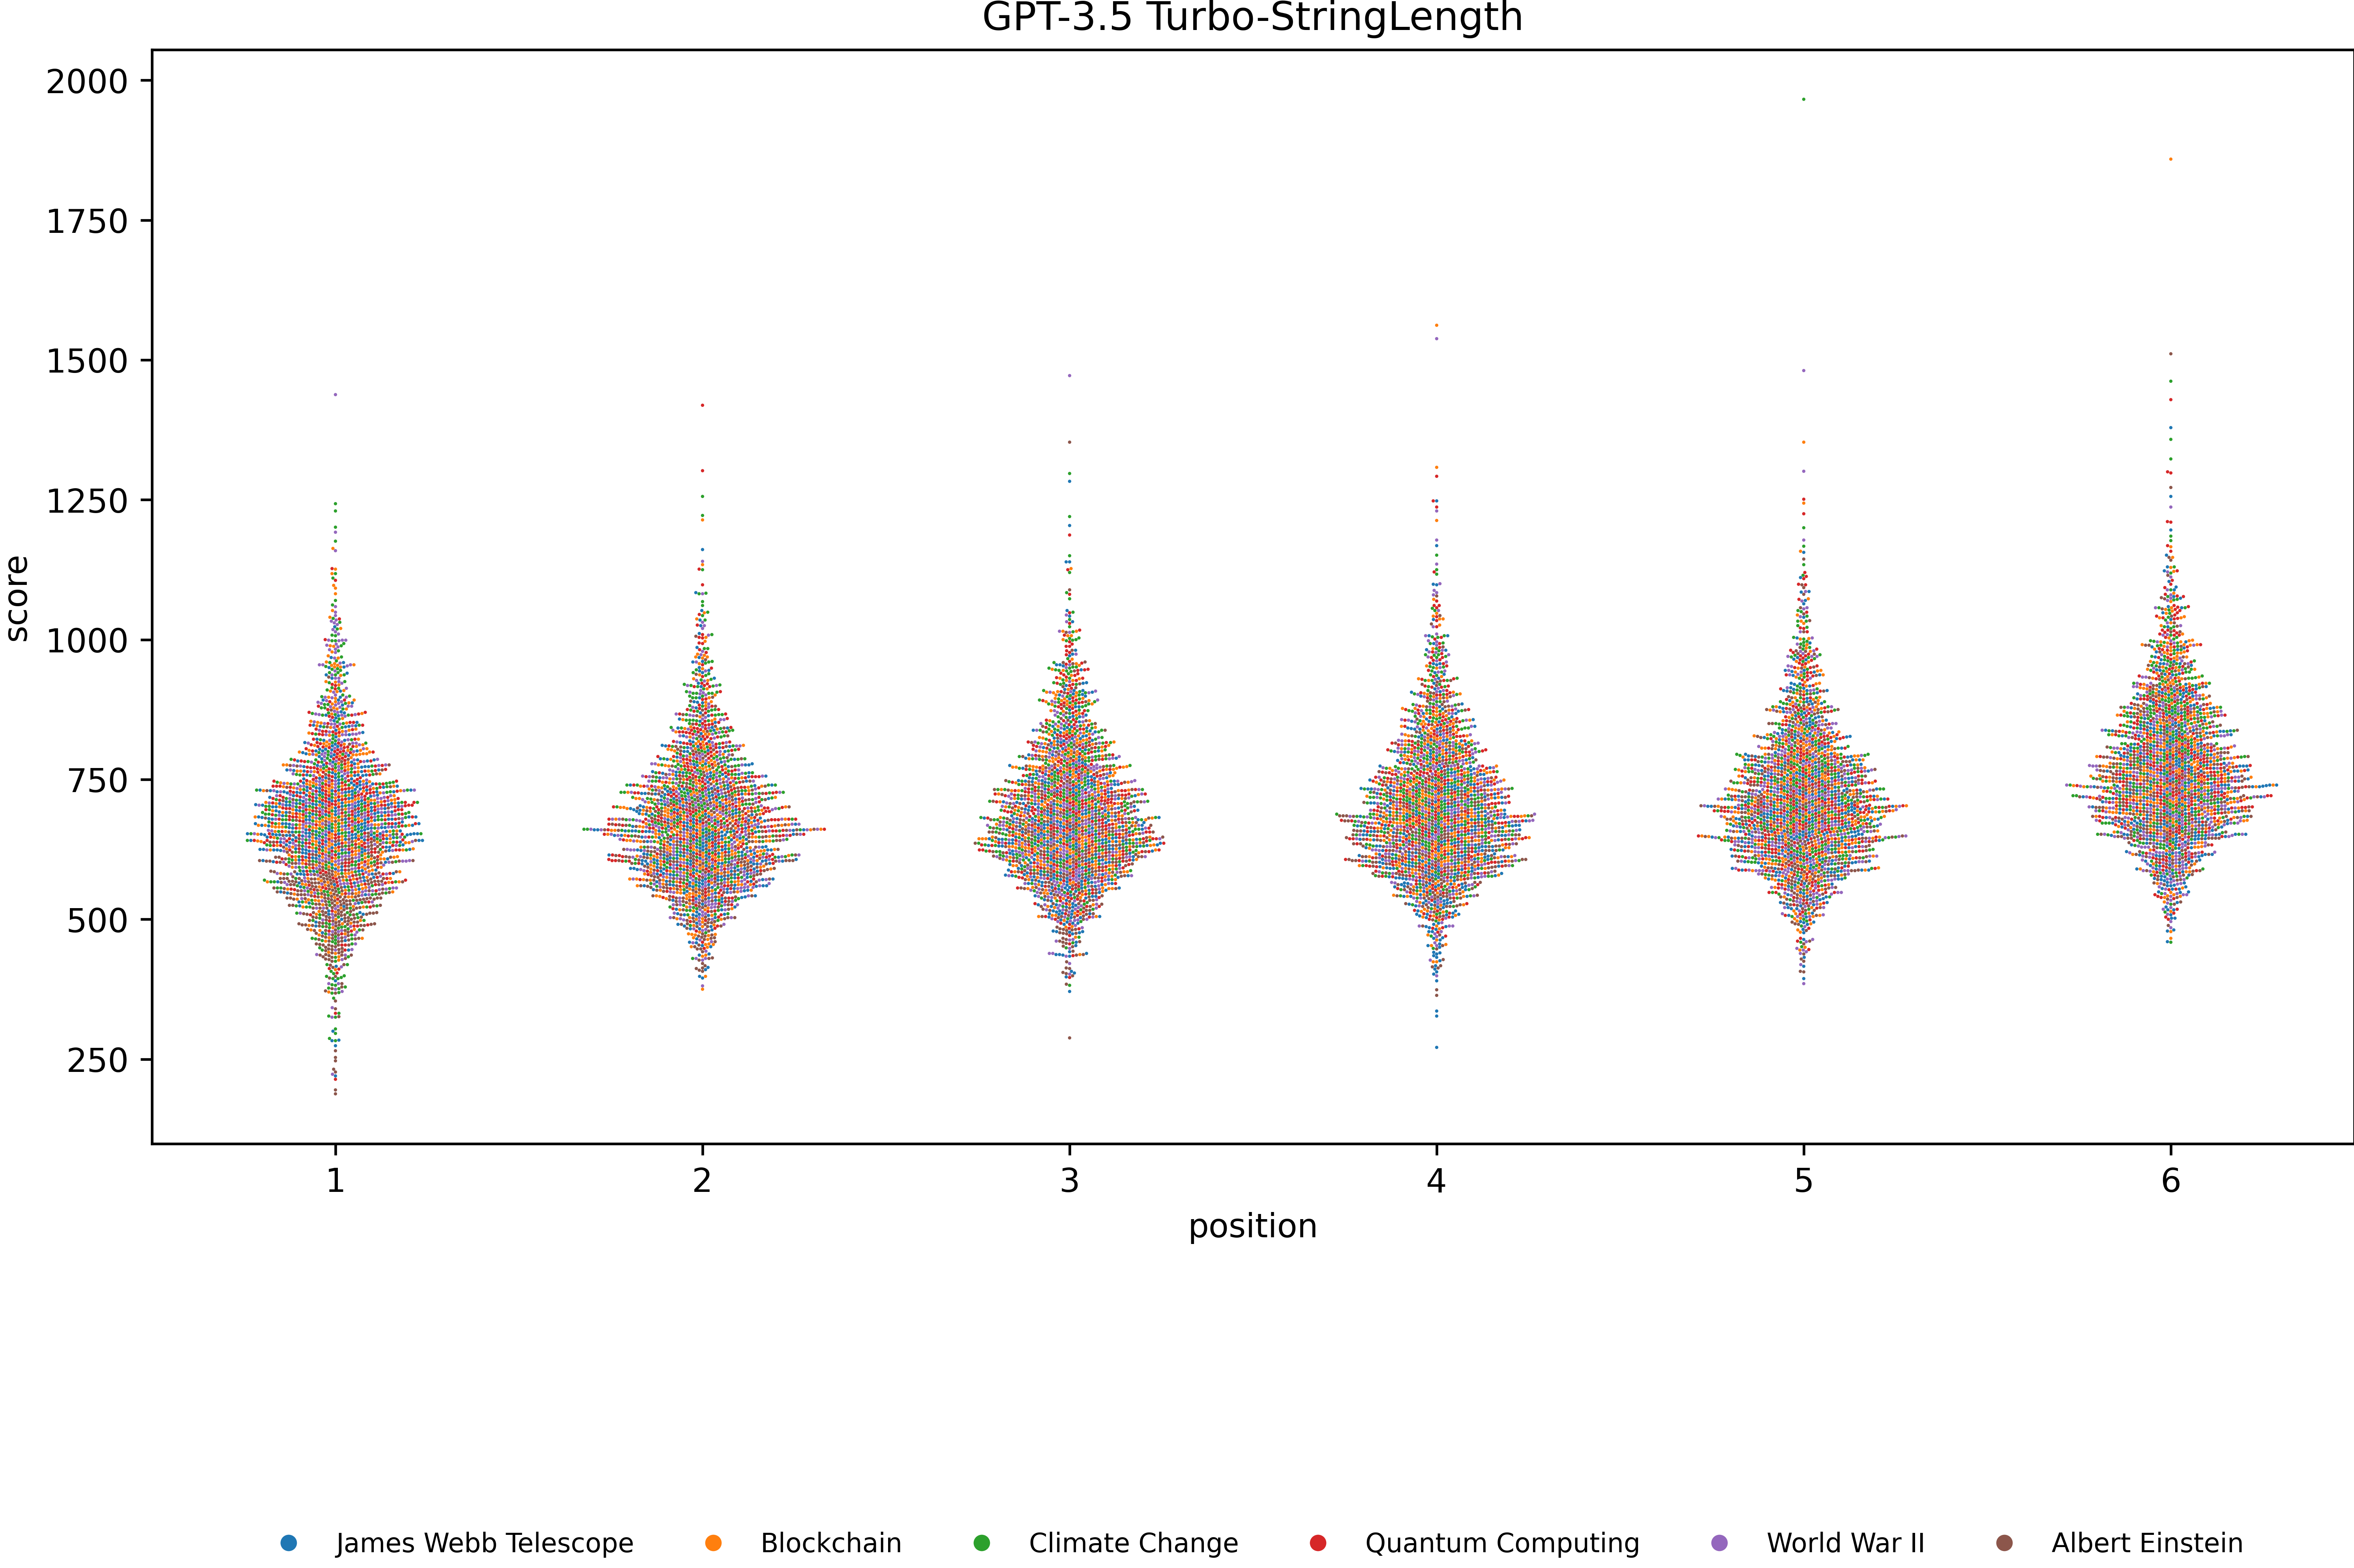 GPT-3.5 Turbo-StringLength
2000
1750
1500
1250
1000
750
500
250
score
1 2 3 4 5 6
position
James Webb Telescope Blockchain Climate Change Quantum Computing World War II Albert Einstein